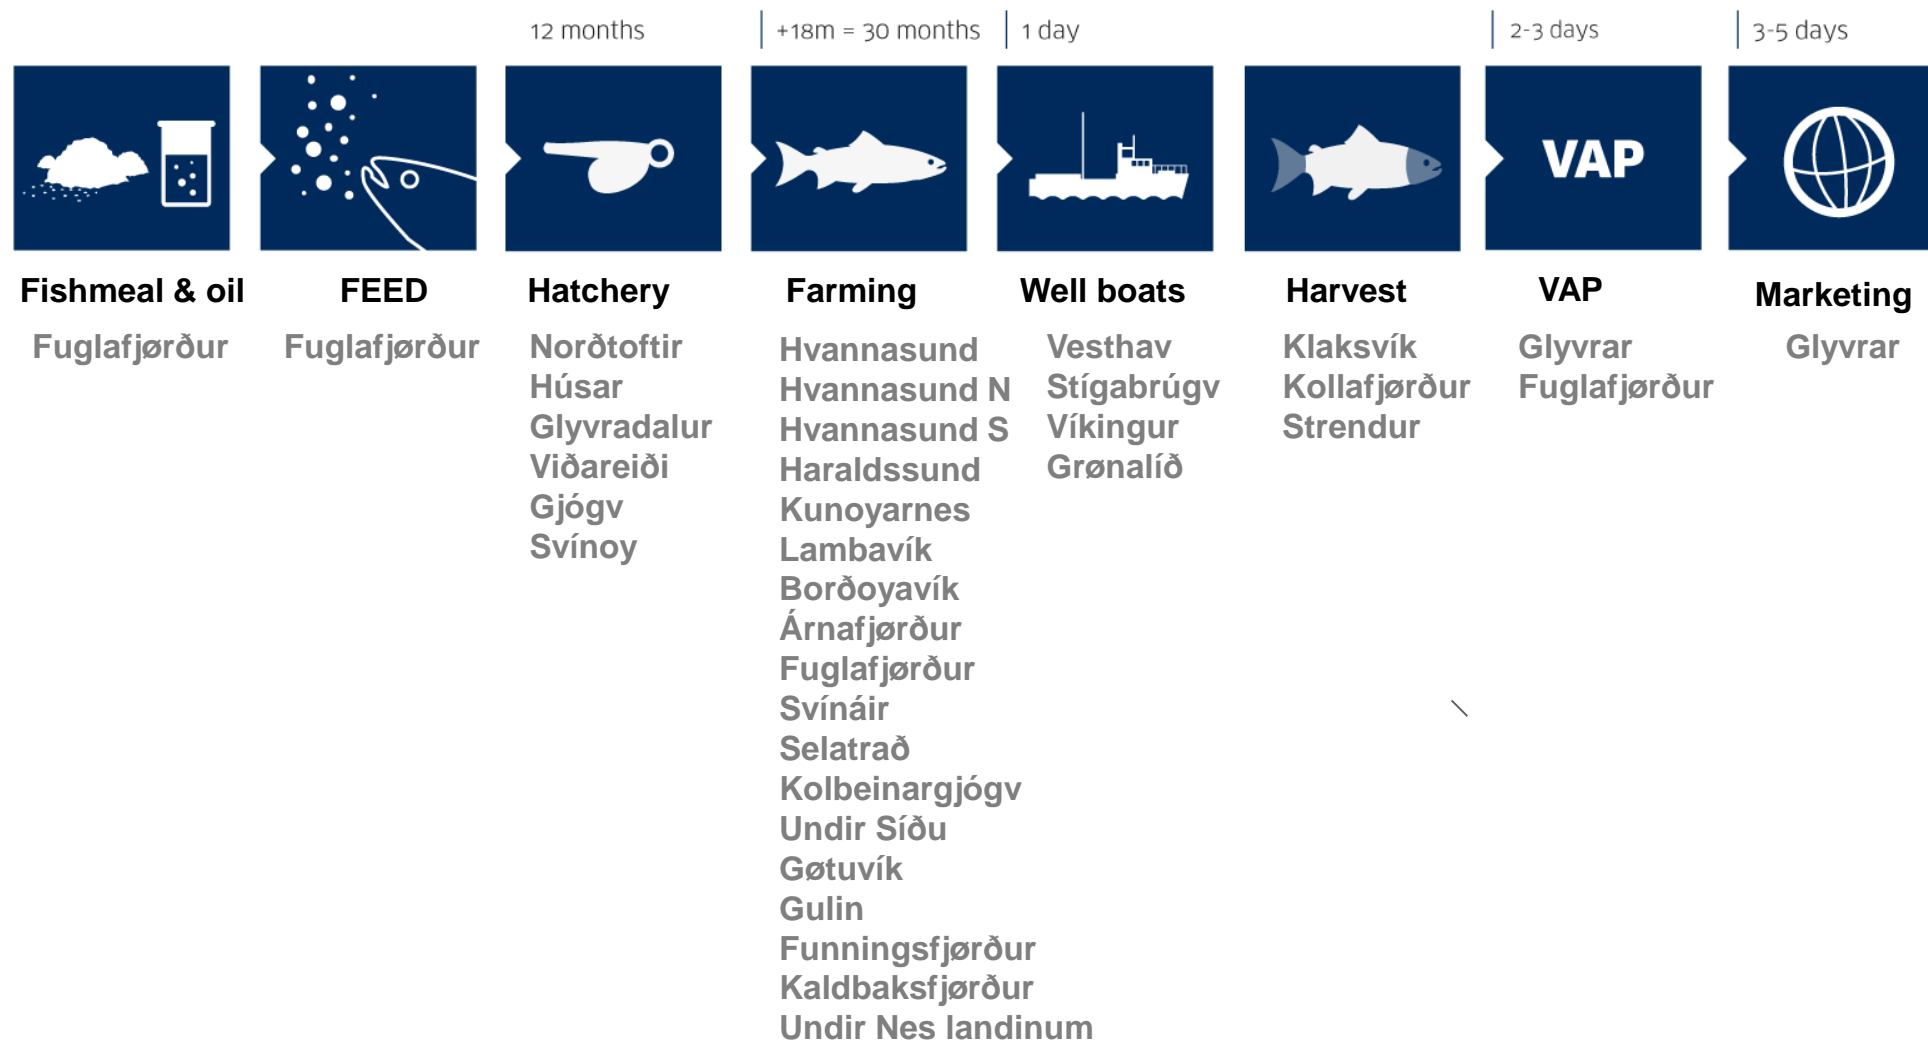 12 months
+18m = 30 months
1 day
2-3 days
3-5 days
VAP
Fishmeal & oil
Fuglafjørður
FEED
Fuglafjørður
Hatchery
Norðtoftir
Húsar
Glyvradalur
Viðareiði
Gjógv
Svínoy
Farming
Hvannasund
Hvannasund N
Hvannasund S
Haraldssund
Kunoyarnes
Lambavík
Borðoyavík
Árnafjørður
Fuglafjørður
Svínáir
Selatrað
Kolbeinargjógv
Undir Síðu
Gøtuvík
Gulin
Funningsfjørður
Kaldbaksfjørður
Undir Nes landinum
Well boats
Vesthav
Stígabrúgv
Víkingur
Grønalíð
Harvest
Klaksvík
Kollafjørður
Strendur
VAP
Glyvrar
Fuglafjørður
Marketing
Glyvrar